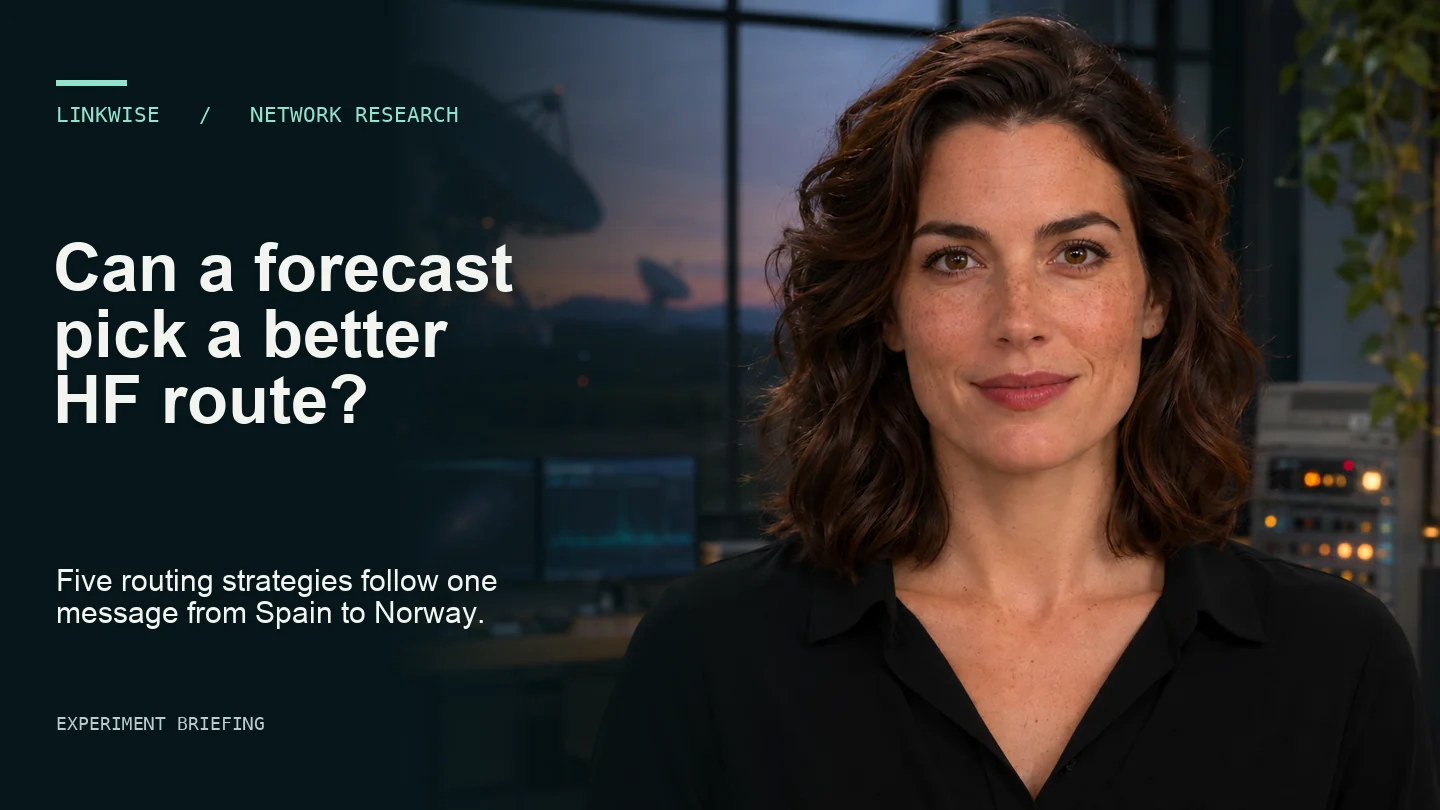 LINKWISE / NETWORK RESEARCH
Can a forecast
pick a better
HF route?
Five routing strategies follow one
message from Spain to Norway.
EXPERIMENT BRIEFING